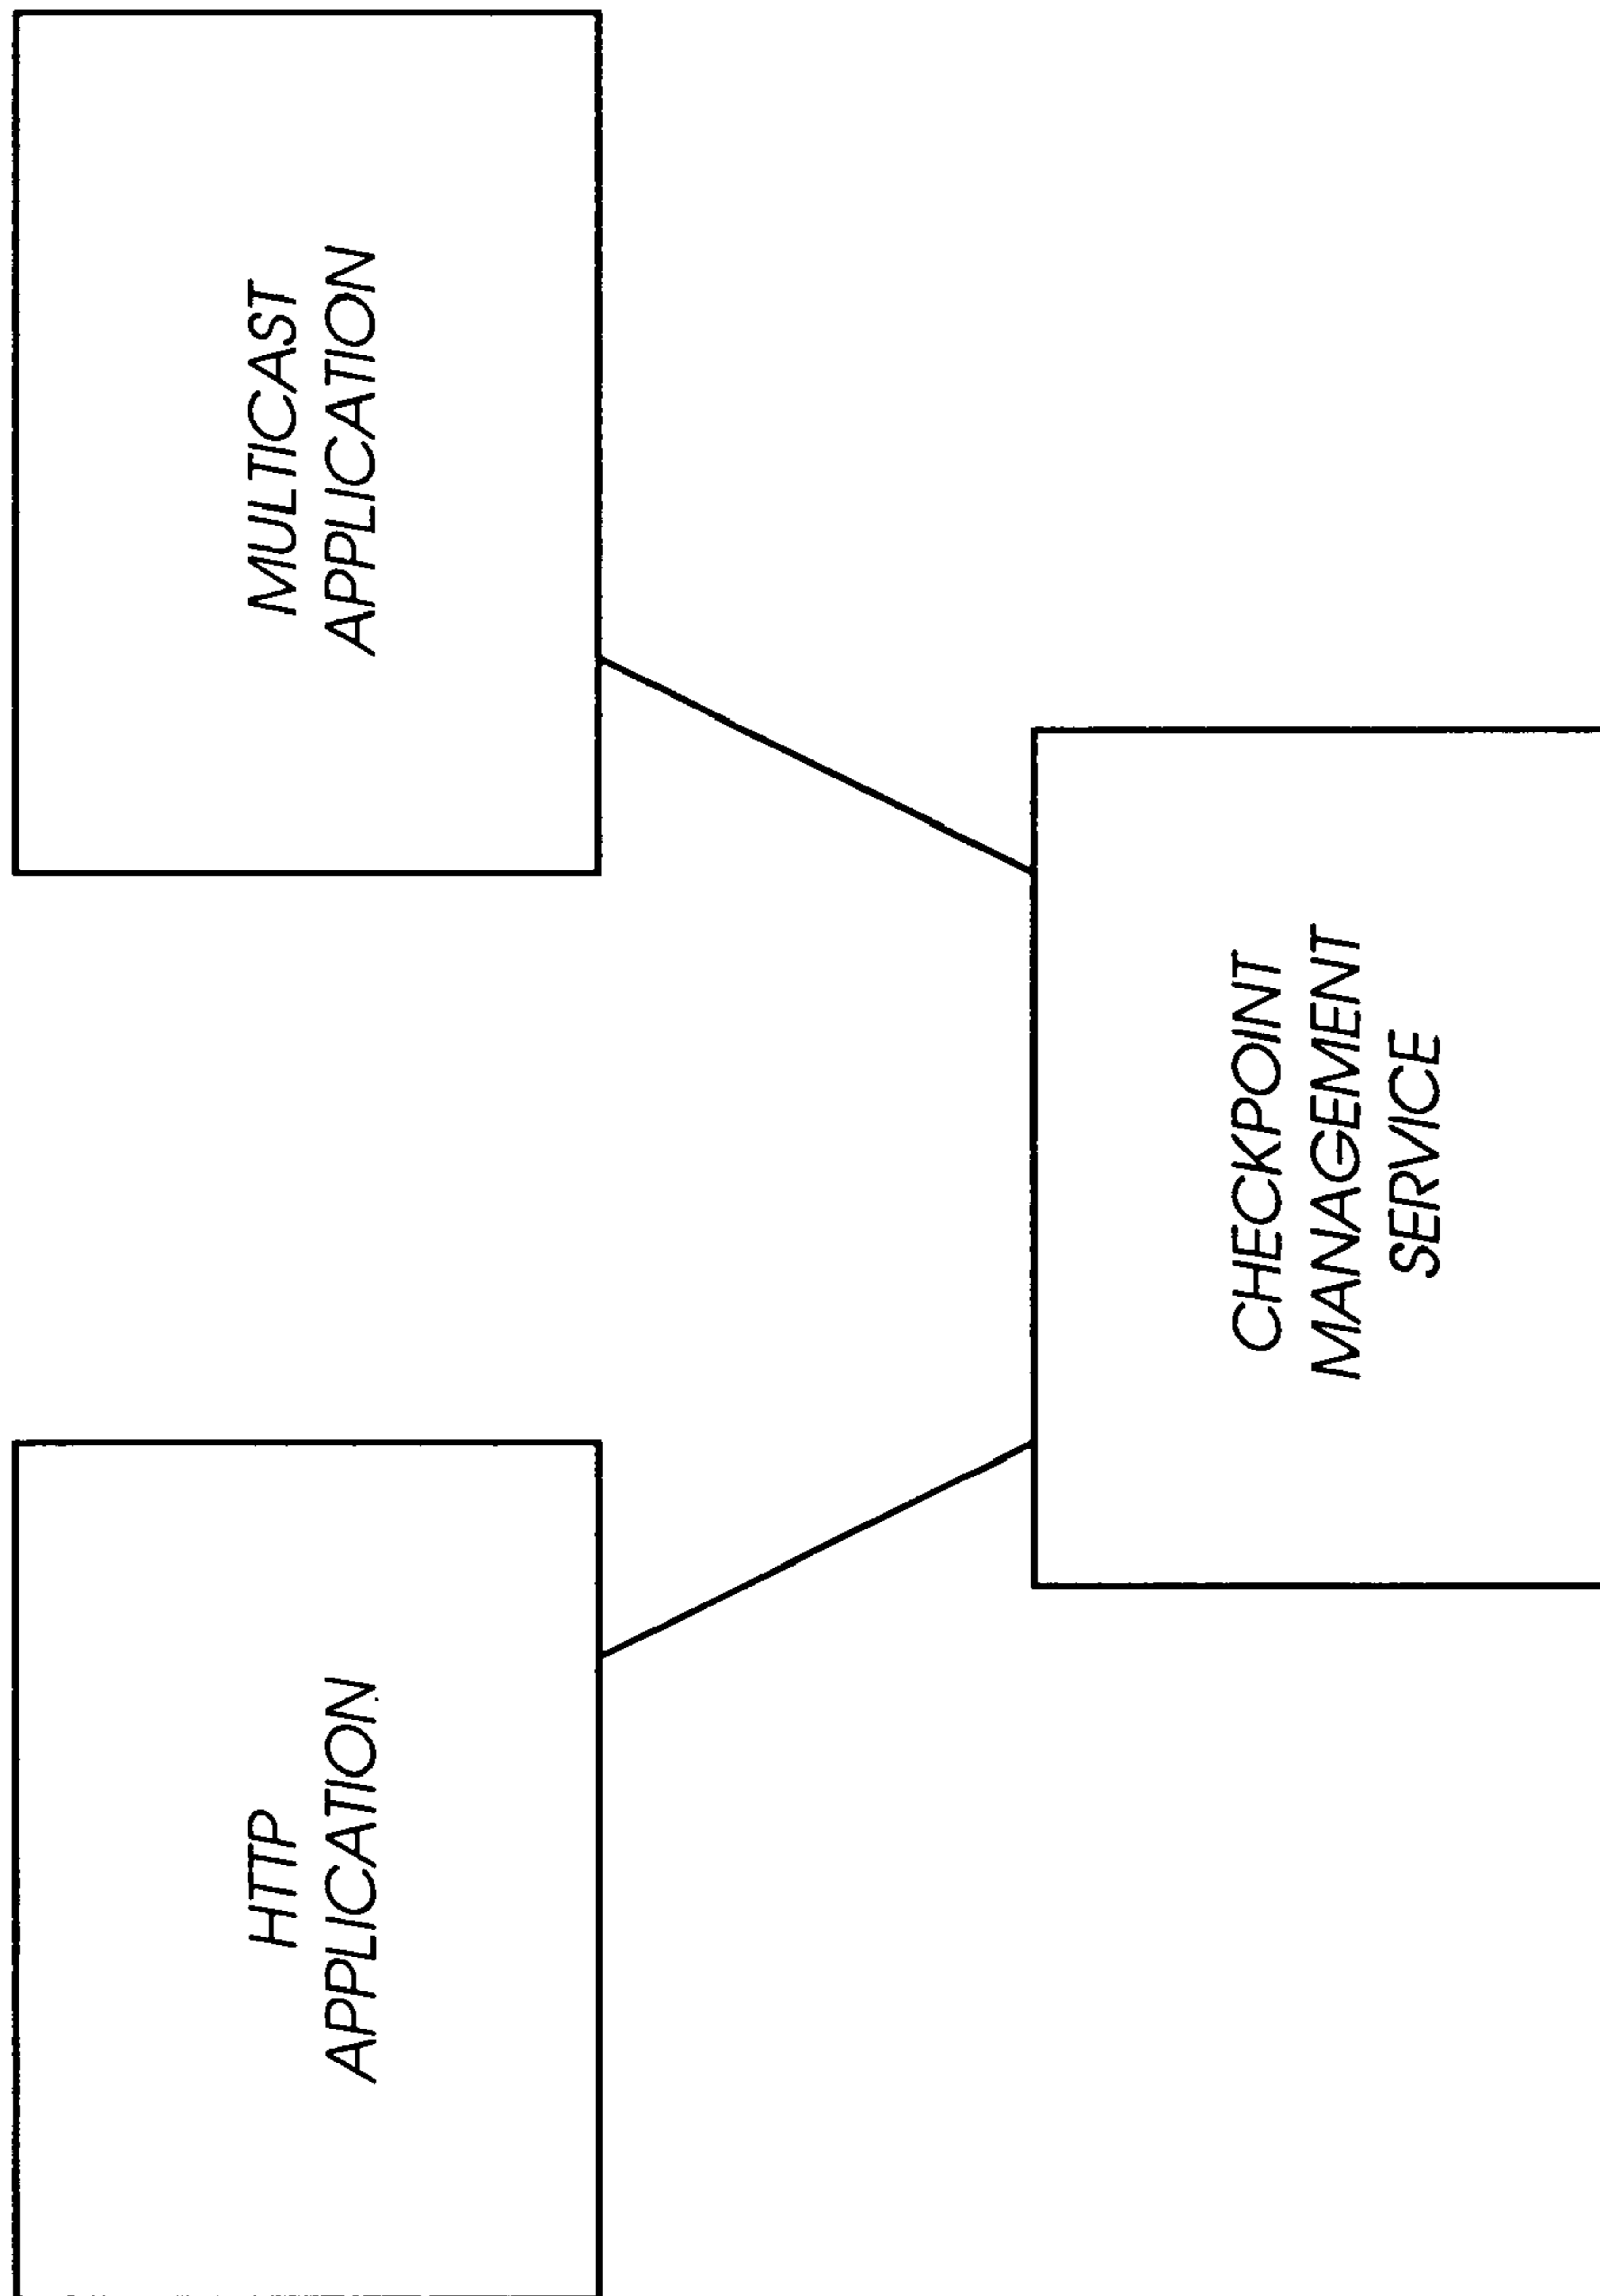 HTTP
APPLICATION
MULTICAST
APPLICATION
CHECKPOINT
MANAGEMENT
SERVICE